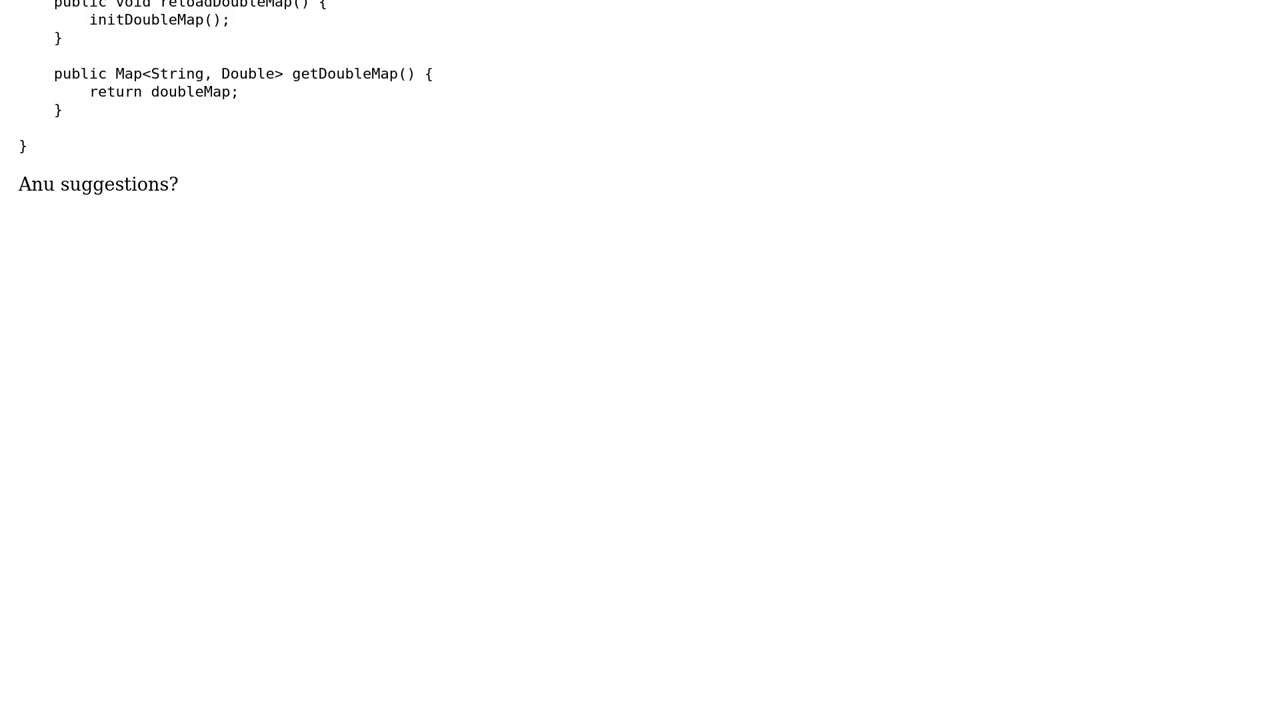 public void reloadDoubleMap() {
initDoubleMap();
}
public Map<String, Double> getDoubleMap() {
return doubleMap;
}
}
Anu suggestions?